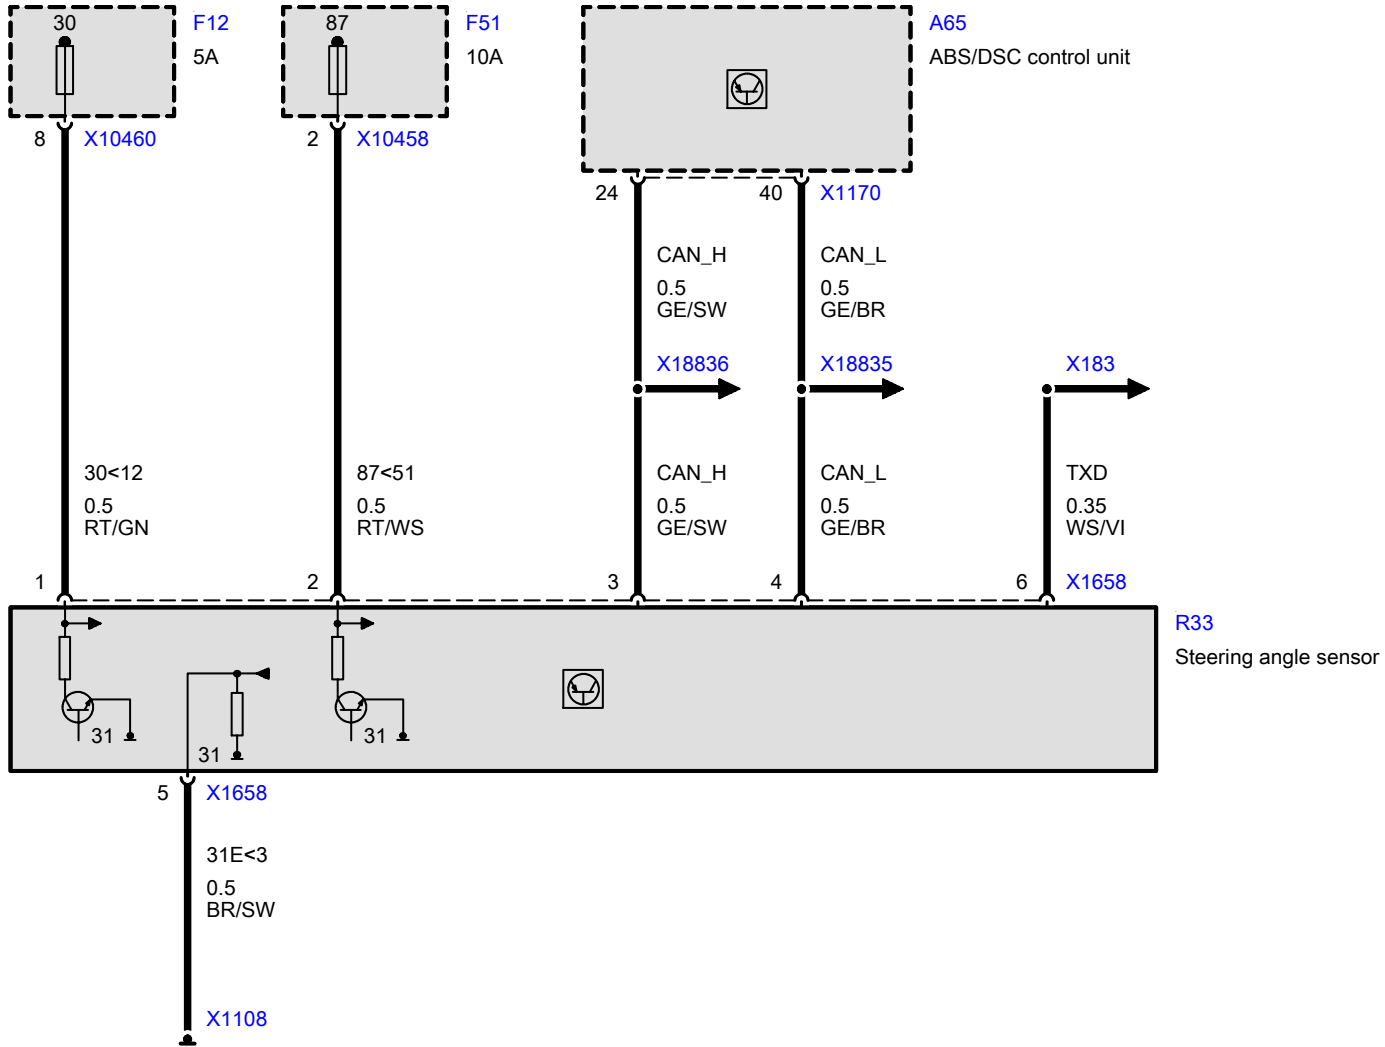 30
F12
5A
87
F51
10A
A65
ABS/DSC control unit
8
X10460
2
X10458
24
40
X1170
CAN_H
0.5
GE/SW
CAN_L
0.5
GE/BR
X18836
X18835
X183
30<12
0.5
RT/GN
87<51
0.5
RT/WS
CAN_H
0.5
GE/SW
CAN_L
0.5
GE/BR
TXD
0.35
WS/VI
1
2
3
4
6
X1658
R33
Steering angle sensor
31
31
31
5
X1658
31E<3
0.5
BR/SW
X1108